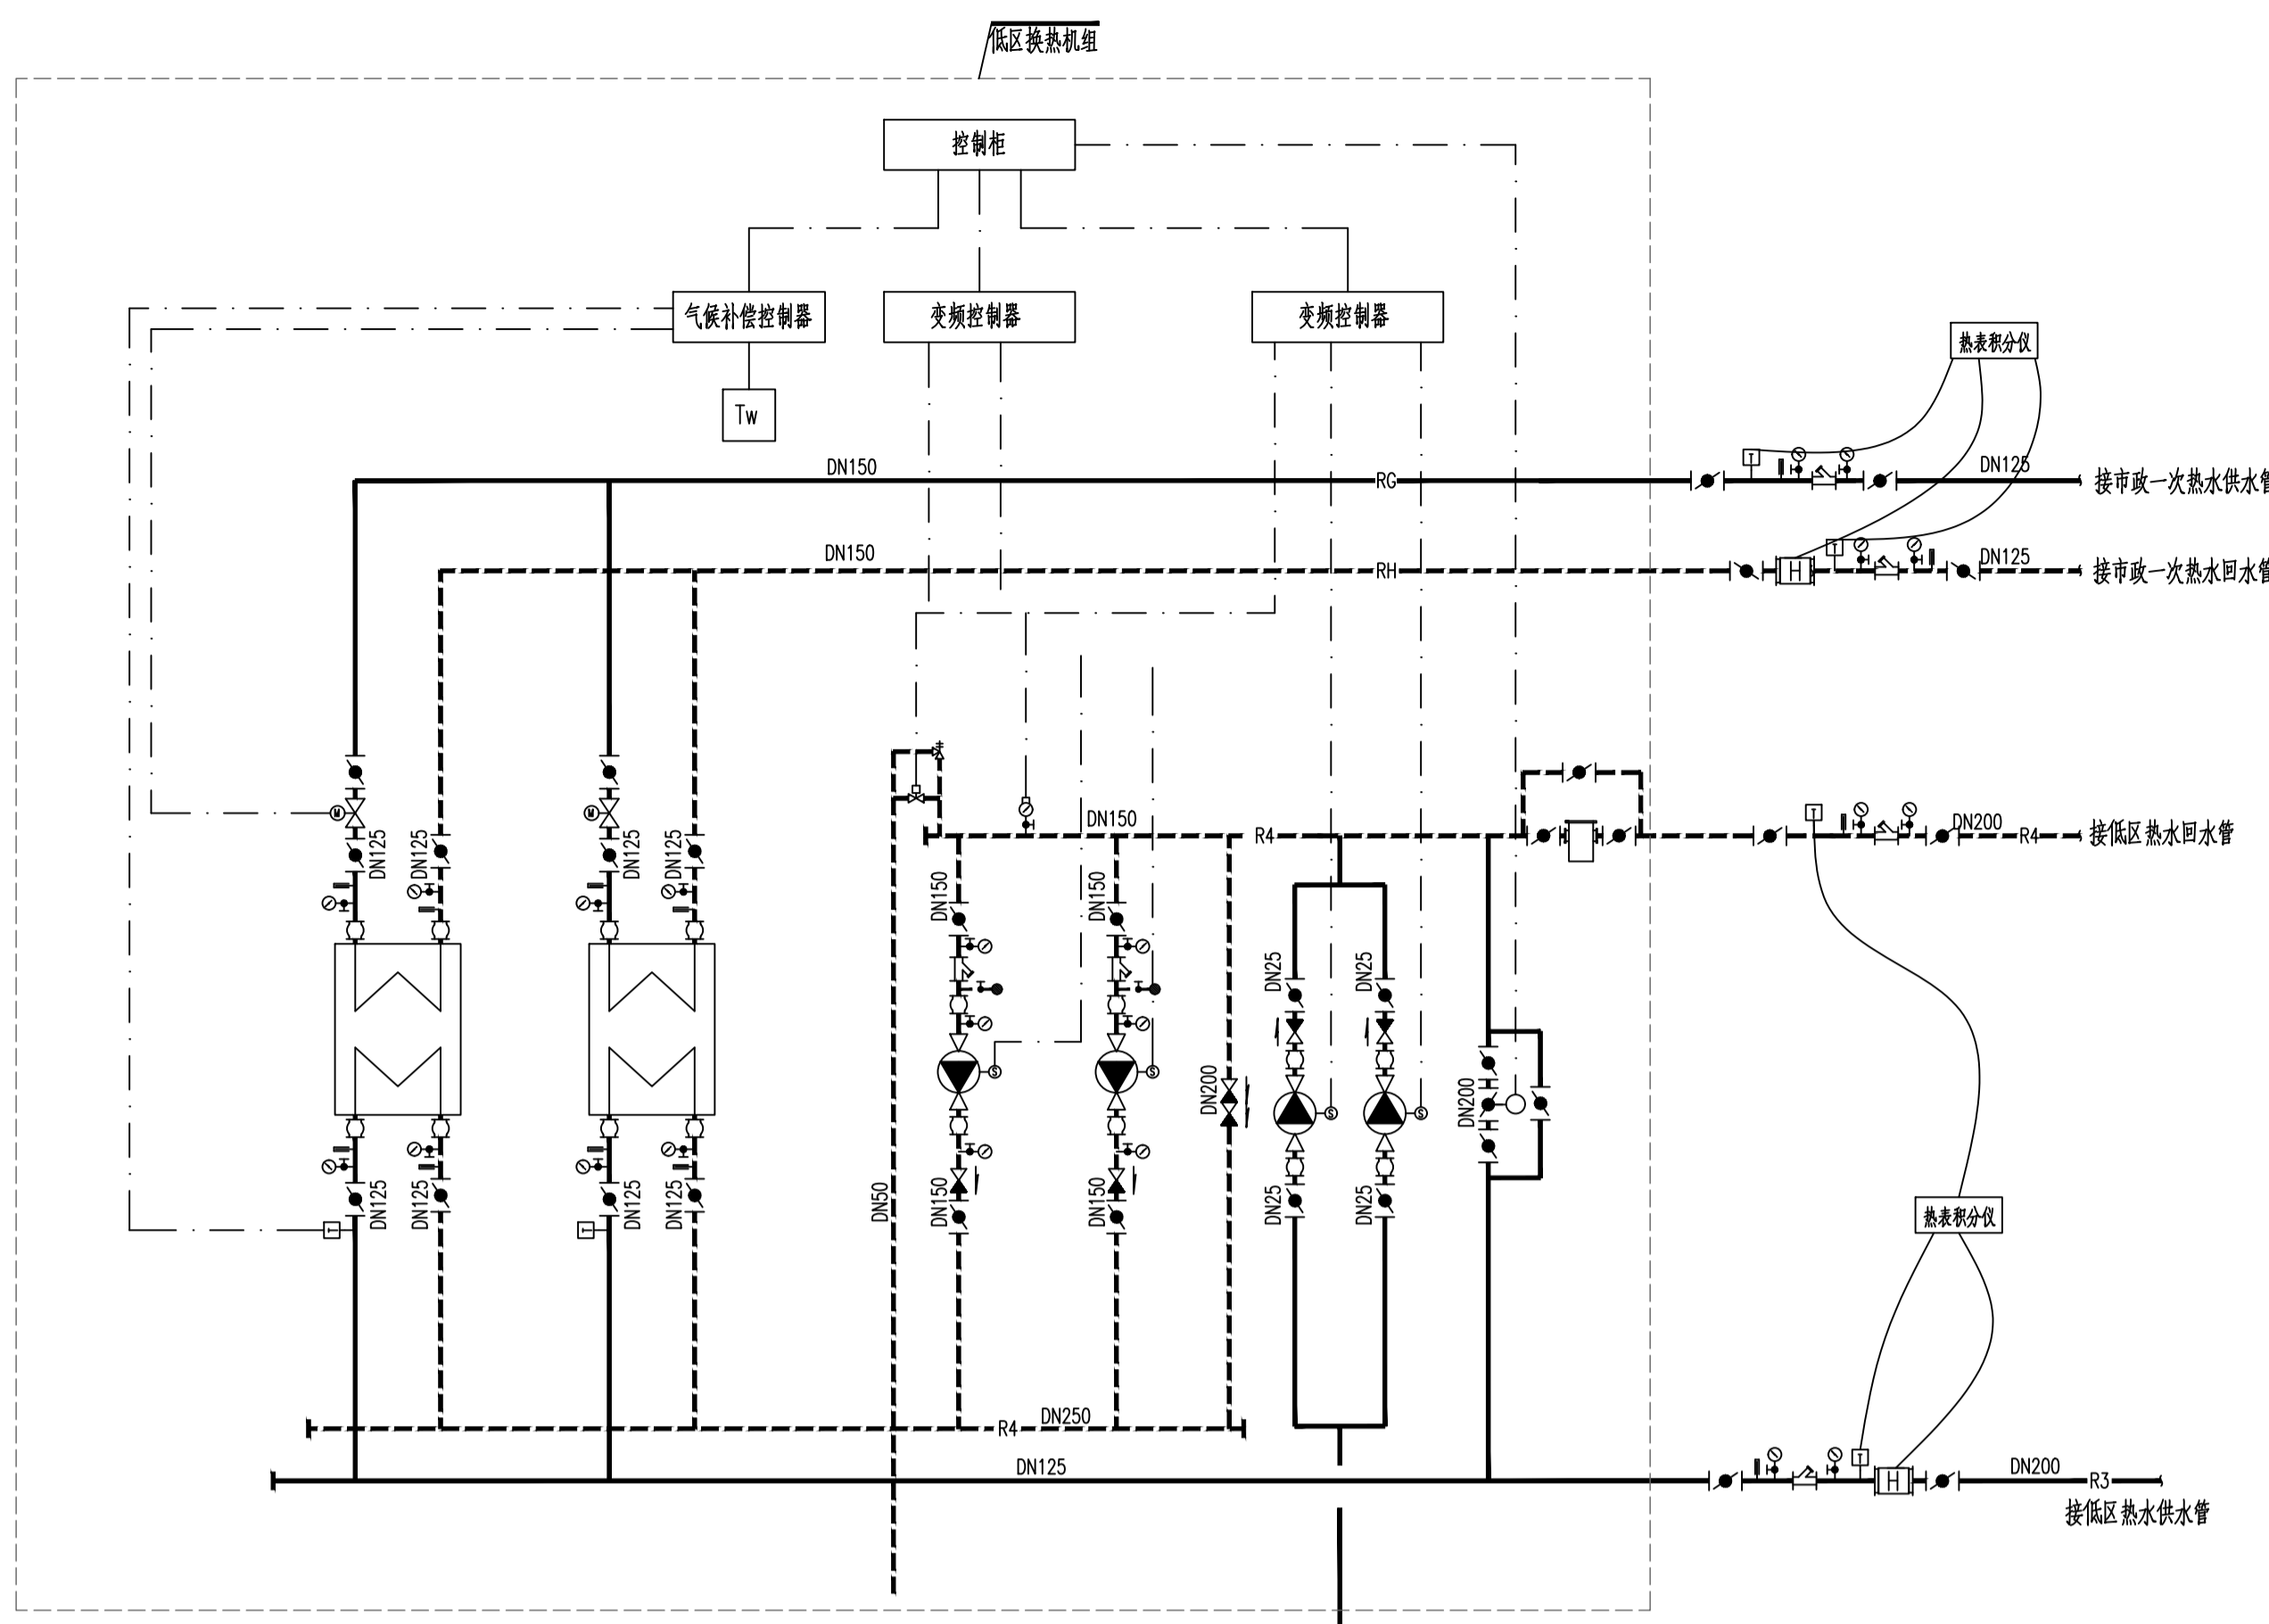 低区换热机组
控制柜
气候补偿控制器
变频控制器
变频控制器
热表积分仪
Tw
DN150
RG
T
DN125
接市政一次热水供水管
DN150
RH
H
T
DN125
接市政一次热水回水管
M
M
DN125
DN125
DN125
DN125
DN150
R4
T
DN200
R4
接低区热水回水管
DN150
DN150
DN25
DN25
S
S
S
S
DN200
DN200
DN125
DN125
DN125
DN125
T
T
DN50
DN150
DN150
DN25
DN25
热表积分仪
R4
DN250
DN125
T
H
DN200
R3
接低区热水供水管